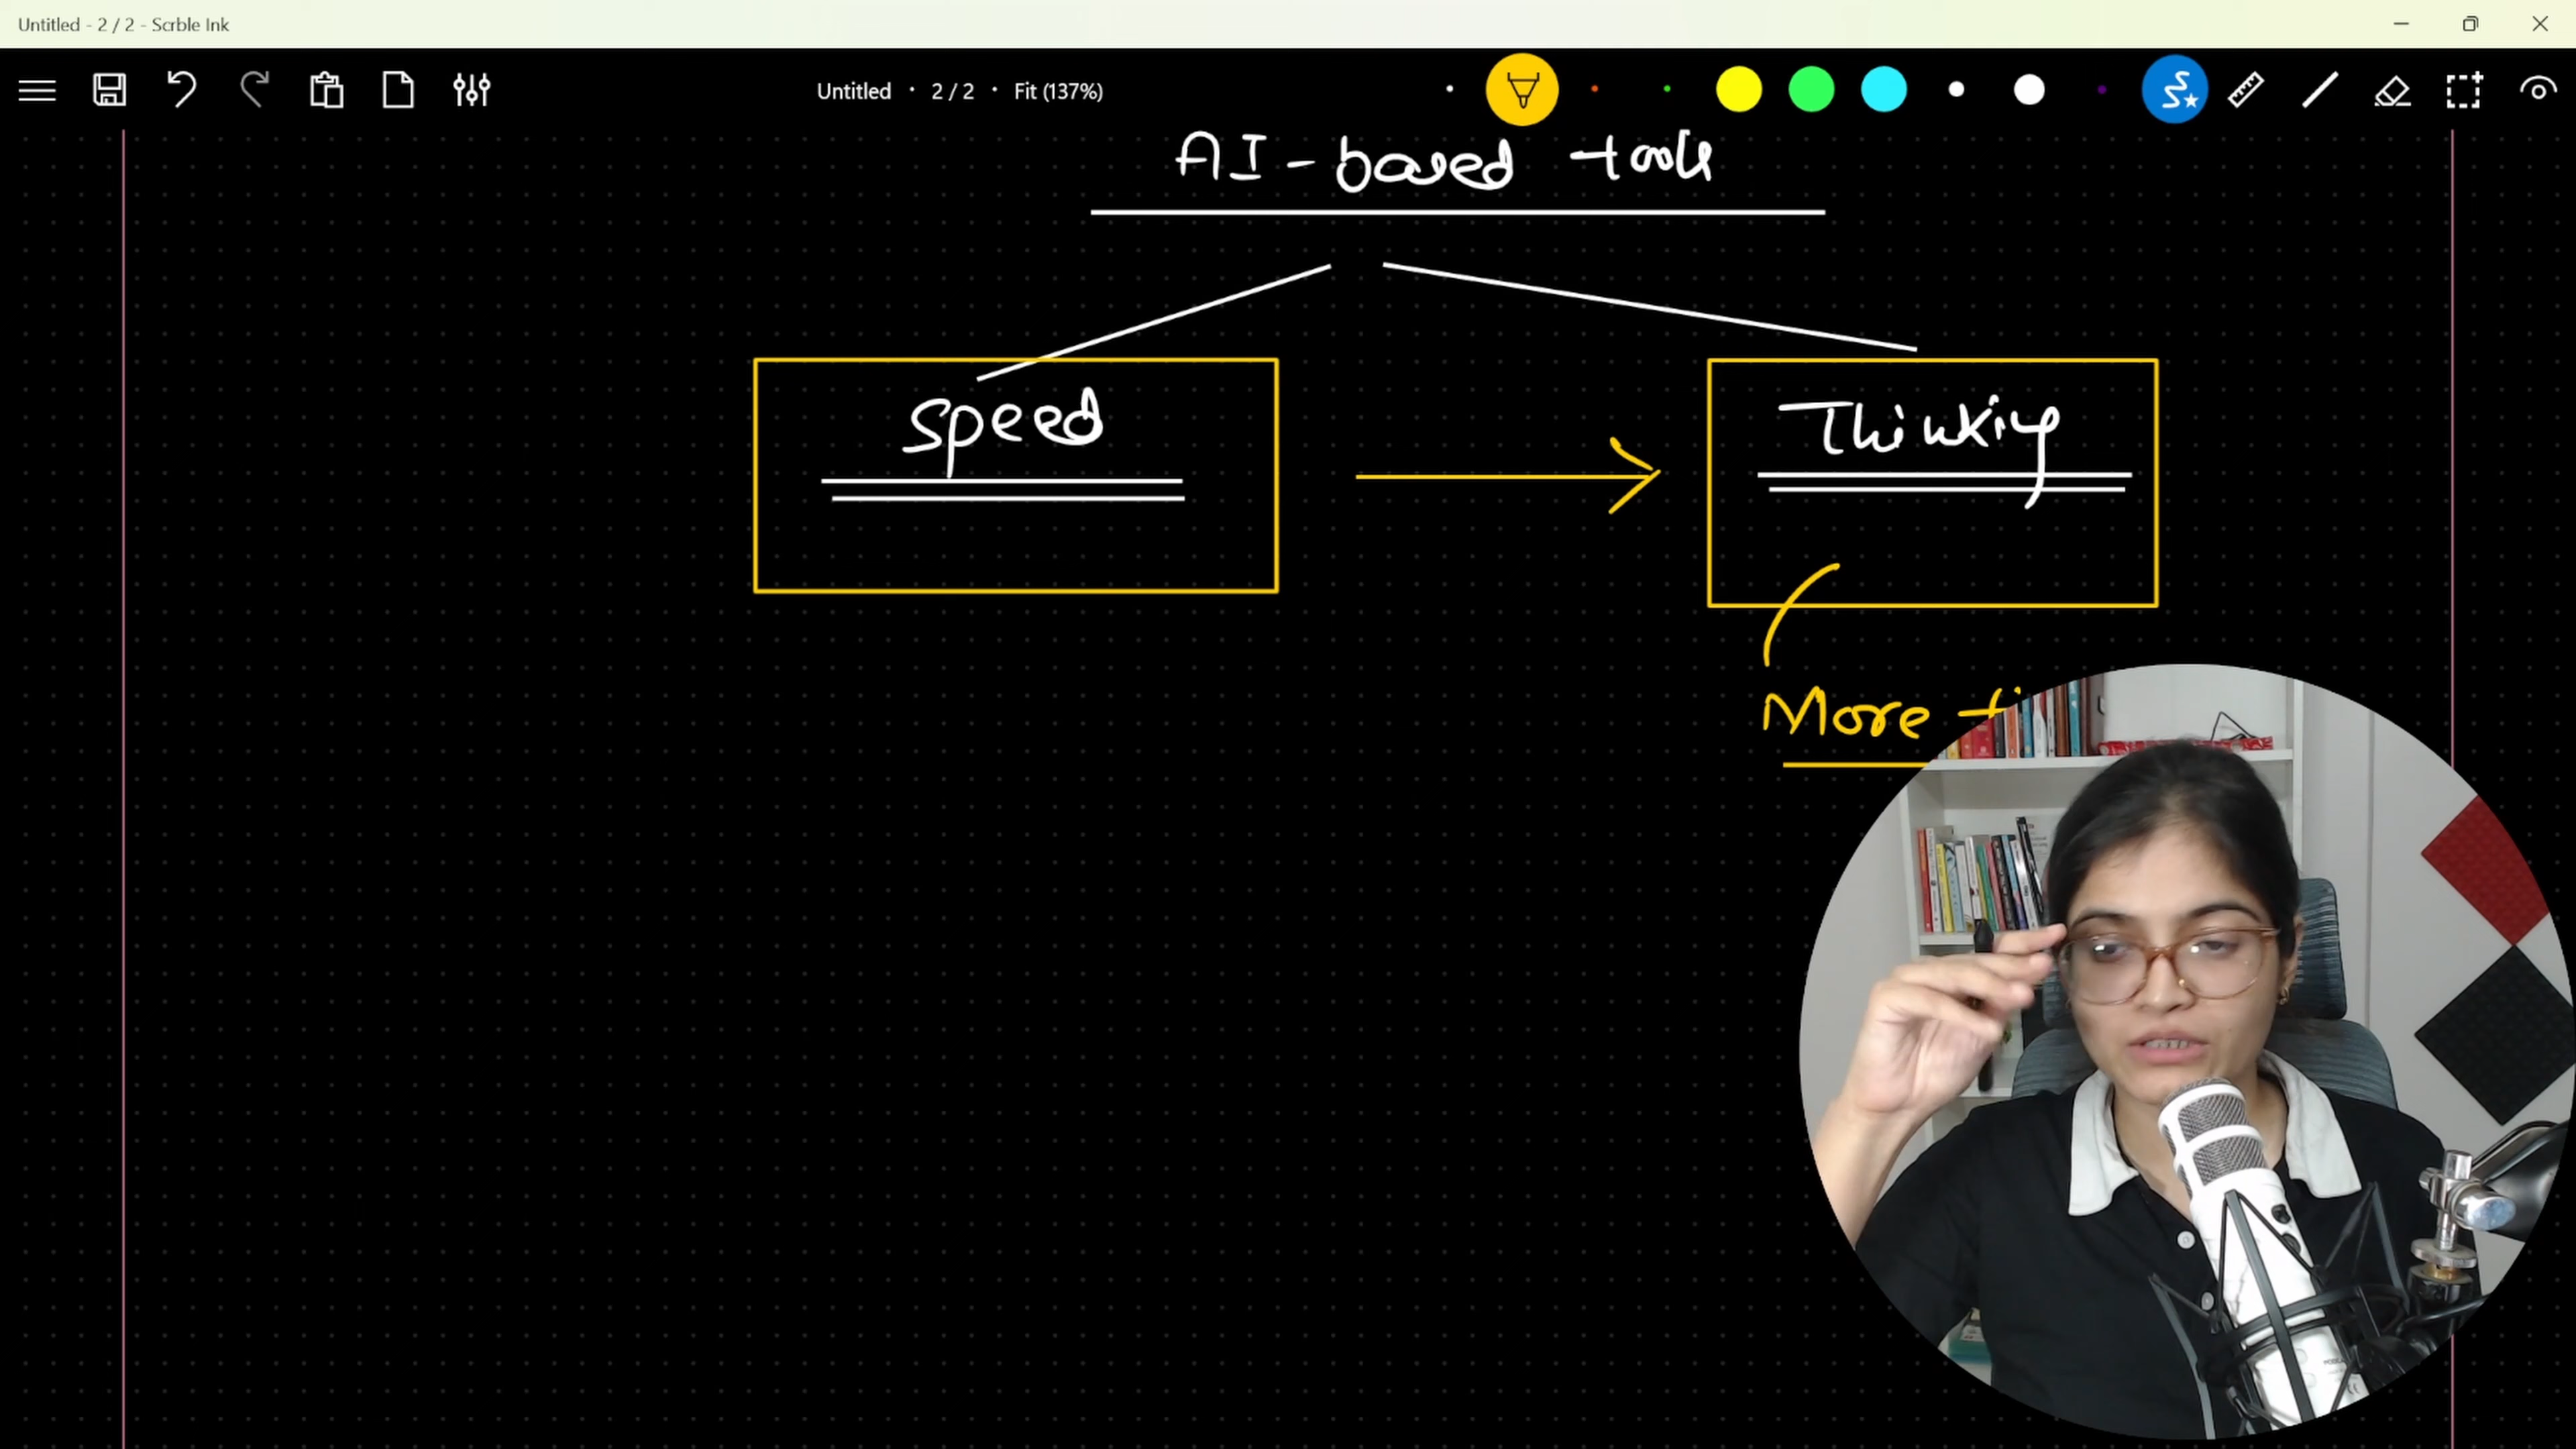 Untitled - 2 / 2 - Scrble Ink
Untitled • 2 / 2 • Fit (137%)
AI-based tools
Speed
Thinking
More